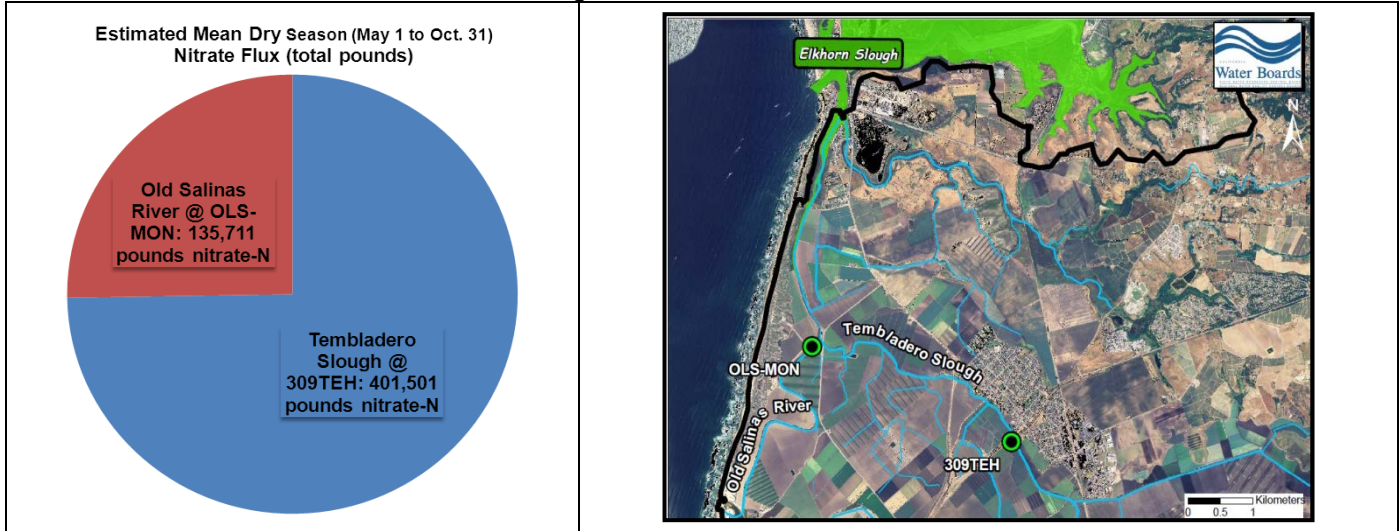 Estimated Mean Dry Season (May 1 to Oct. 31)
Nitrate Flux (total pounds)
Old Salinas
River @ OLS-
MON: 135,711
pounds nitrate-N
Tembladero
Slough @
309TEH: 401,501
pounds nitrate-N
Elkhorn Slough
CALIFORNIA
Water Boards
N
Tembladero Slough
OLS-MON
Old Salinas River
309TEH
Kilometers
0 0.5 1